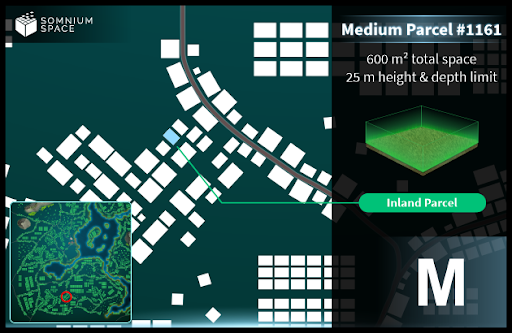 SOMNIUM
SPACE
Medium Parcel #1161
600 m² total space
25 m height & depth limit
Inland Parcel
M